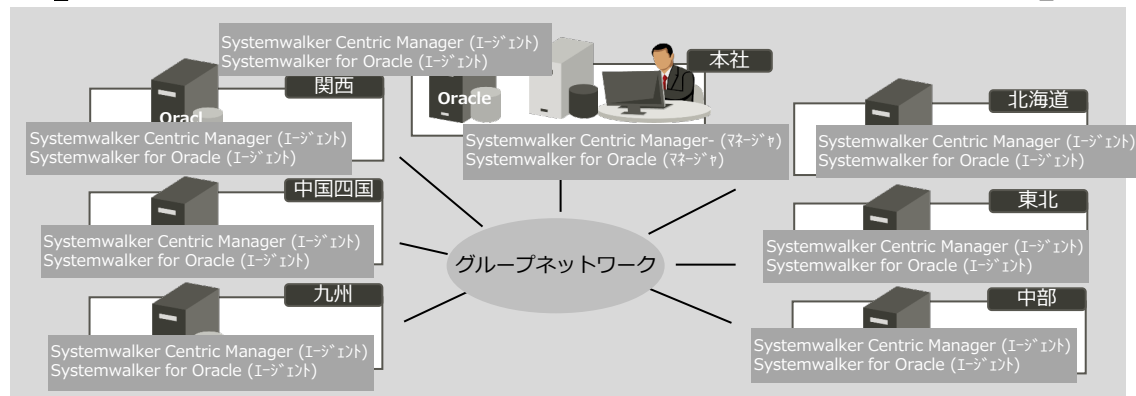 Systemwalker Centric Manager (ｴｰｼﾞｪﾝﾄ)
Systemwalker for Oracle (ｴｰｼﾞｪﾝﾄ)
関西
Oracl
Systemwalker Centric Manager (ｴｰｼﾞｪﾝﾄ)
Systemwalker for Oracle (ｴｰｼﾞｪﾝﾄ)
本社
Oracle
Systemwalker Centric Manager- (ﾏﾈｰｼﾞｬ)
Systemwalker for Oracle (ﾏﾈｰｼﾞｬ)
北海道
Systemwalker Centric Manager (ｴｰｼﾞｪﾝﾄ)
Systemwalker for Oracle (ｴｰｼﾞｪﾝﾄ)
中国四国
Systemwalker Centric Manager (ｴｰｼﾞｪﾝﾄ)
Systemwalker for Oracle (ｴｰｼﾞｪﾝﾄ)
グループネットワーク
東北
Systemwalker Centric Manager (ｴｰｼﾞｪﾝﾄ)
Systemwalker for Oracle (ｴｰｼﾞｪﾝﾄ)
九州
Systemwalker Centric Manager (ｴｰｼﾞｪﾝﾄ)
Systemwalker for Oracle (ｴｰｼﾞｪﾝﾄ)
中部
Systemwalker Centric Manager (ｴｰｼﾞｪﾝﾄ)
Systemwalker for Oracle (ｴｰｼﾞｪﾝﾄ)